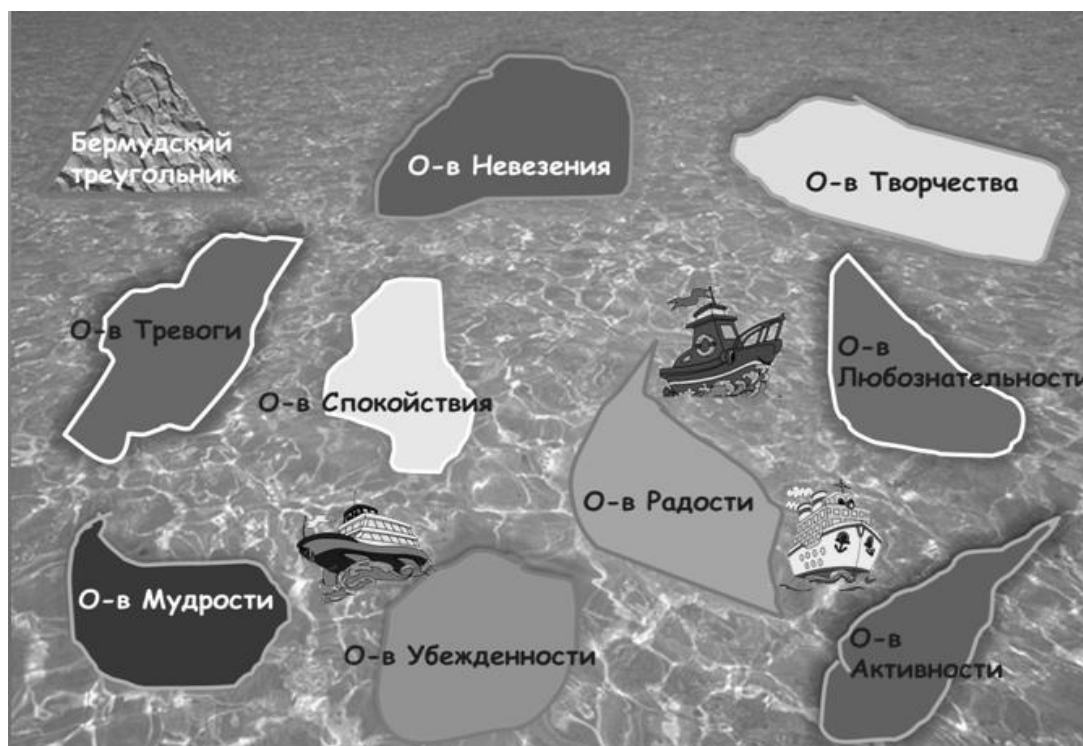 Бермудский
треугольник
О-в Невезения
О-в Творчества
О-в Тревоги
О-в Спокойствия
О-в
Любознательности
О-в Радости
О-в Мудрости
О-в Убежденности
О-в
Активности